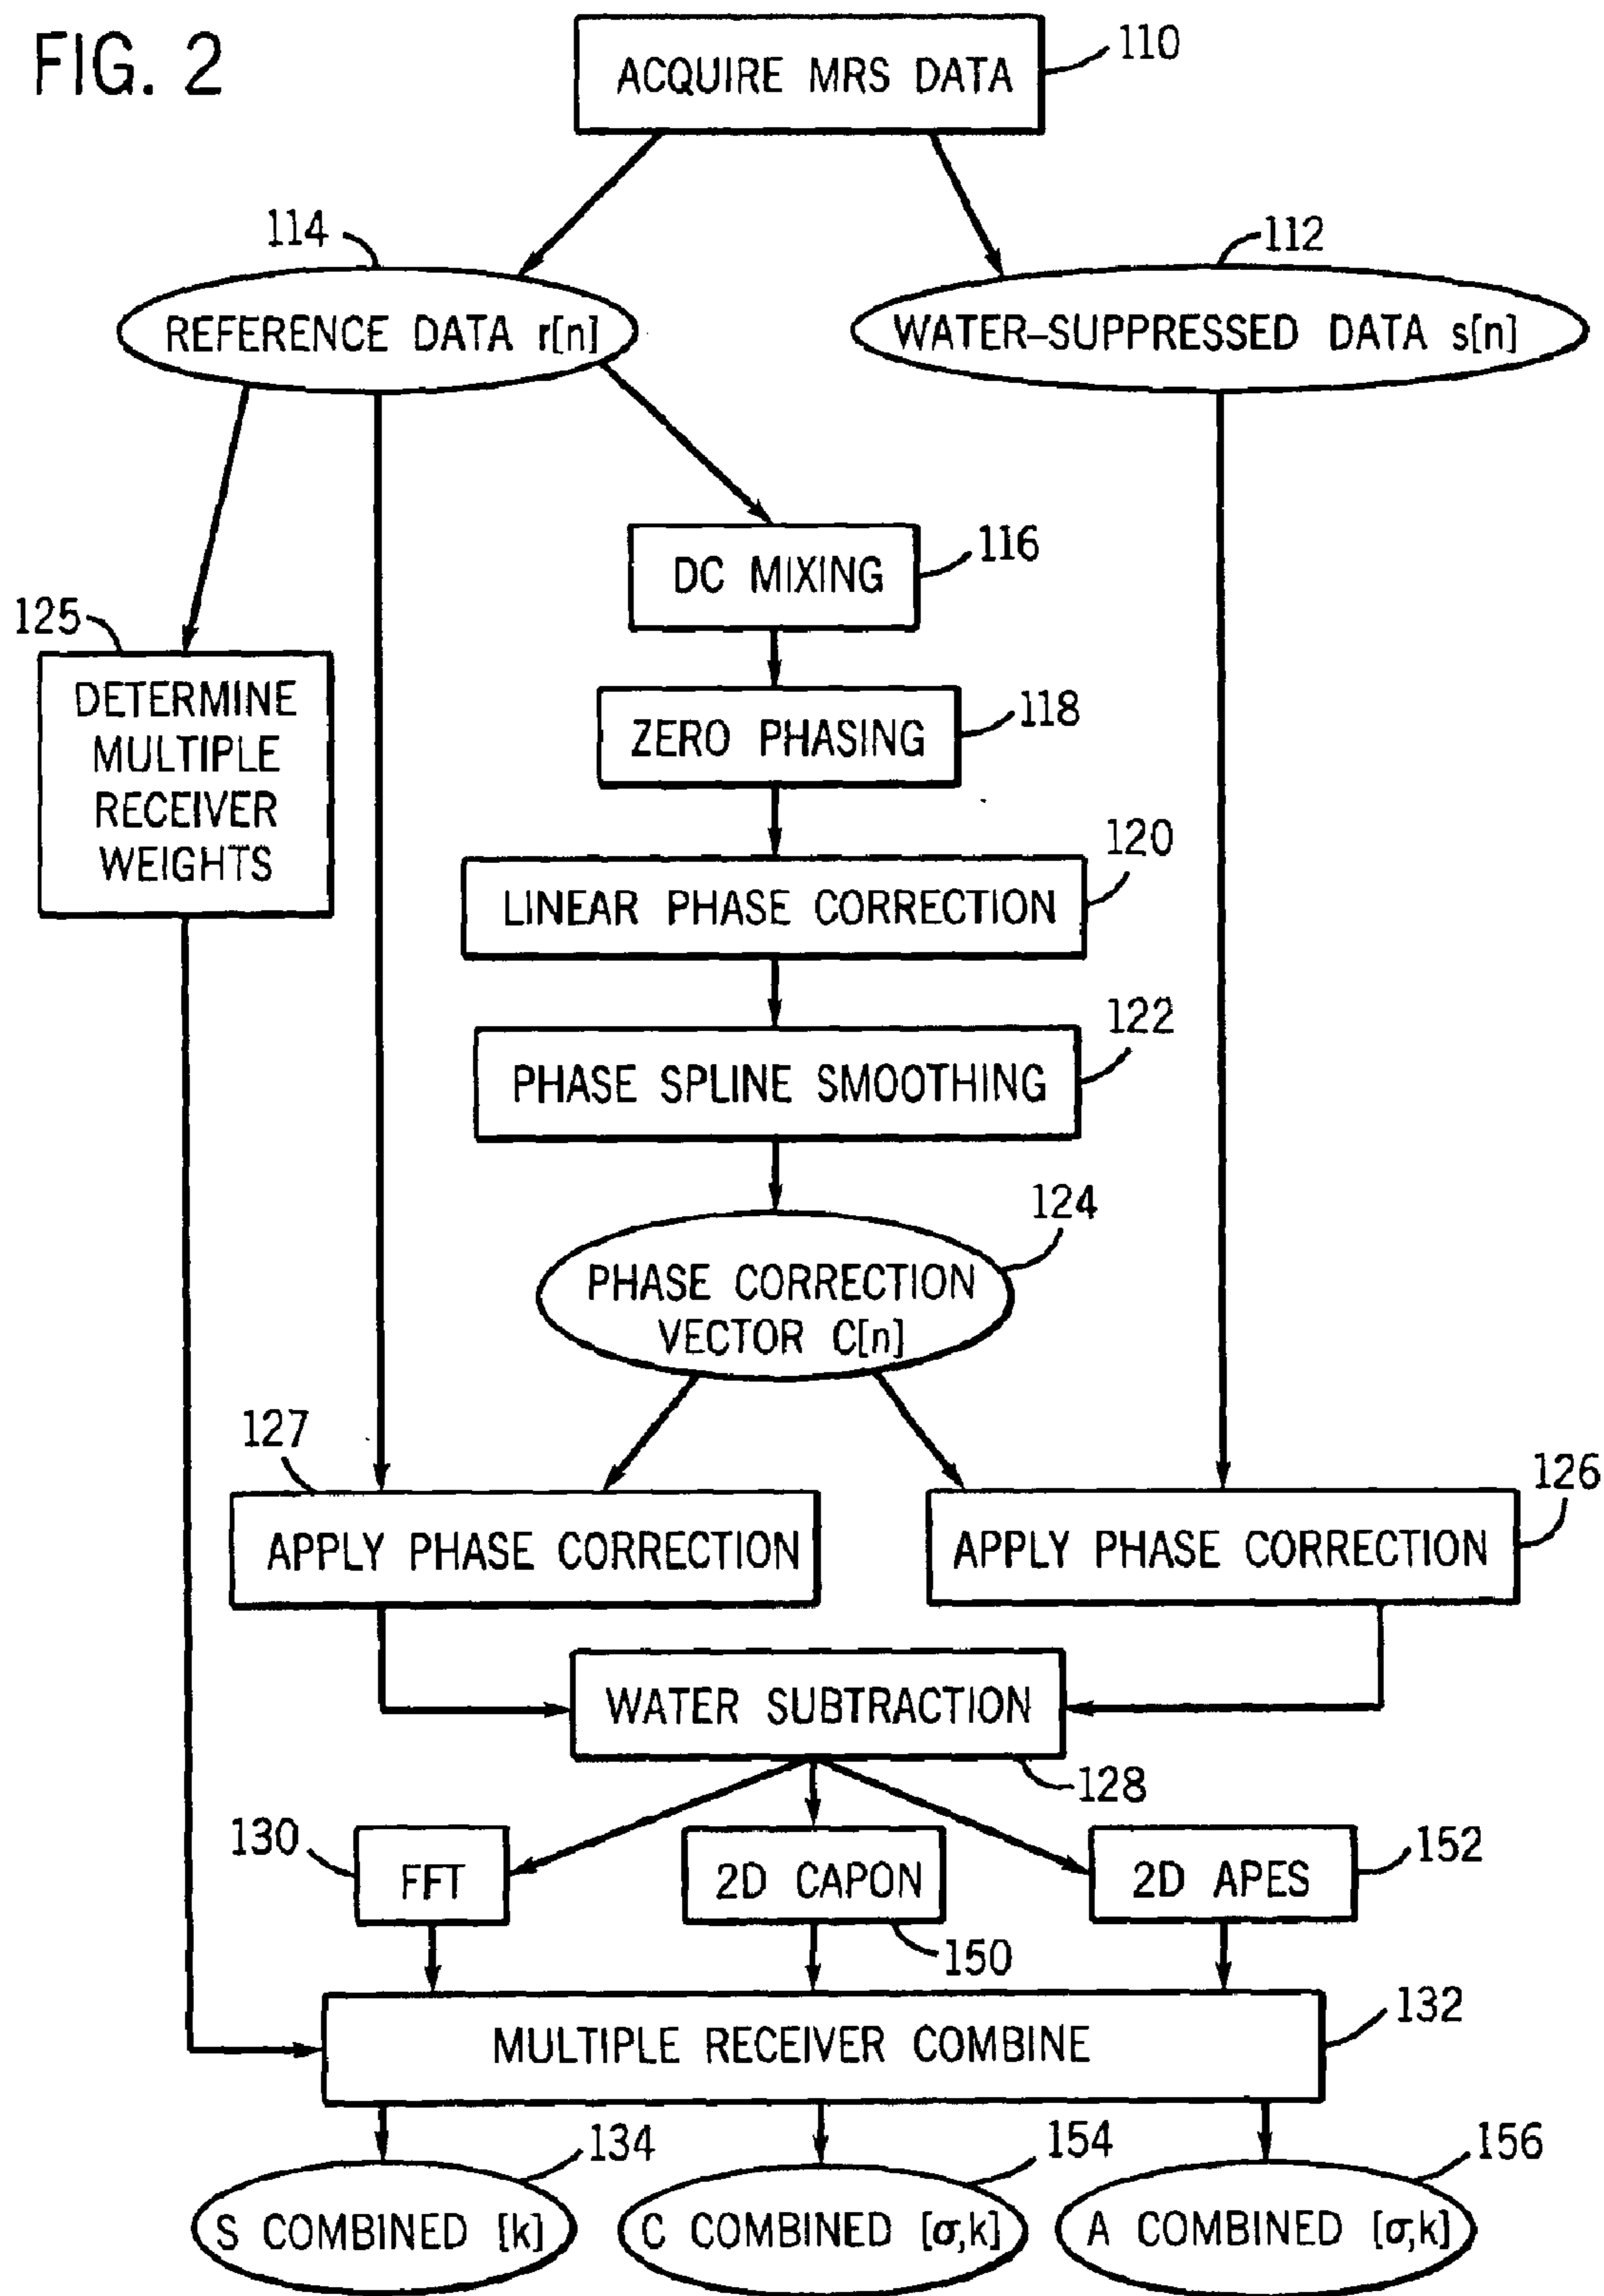 FIG. 2
ACQUIRE MRS DATA
110
114
112
REFERENCE DATA r[n]
WATER-SUPPRESSED DATA s[n]
DC MIXING
116
125
DETERMINE
MULTIPLE
RECEIVER
WEIGHTS
ZERO PHASING
118
120
LINEAR PHASE CORRECTION
122
PHASE SPLINE SMOOTHING
124
PHASE CORRECTION
VECTOR C[n]
127
126
APPLY PHASE CORRECTION
APPLY PHASE CORRECTION
WATER SUBTRACTION
128
130
FFT
2D CAPON
150
2D APES
152
MULTIPLE RECEIVER COMBINE
132
134
154
156
S COMBINED [k]
C COMBINED [σ,k]
A COMBINED [σ,k]